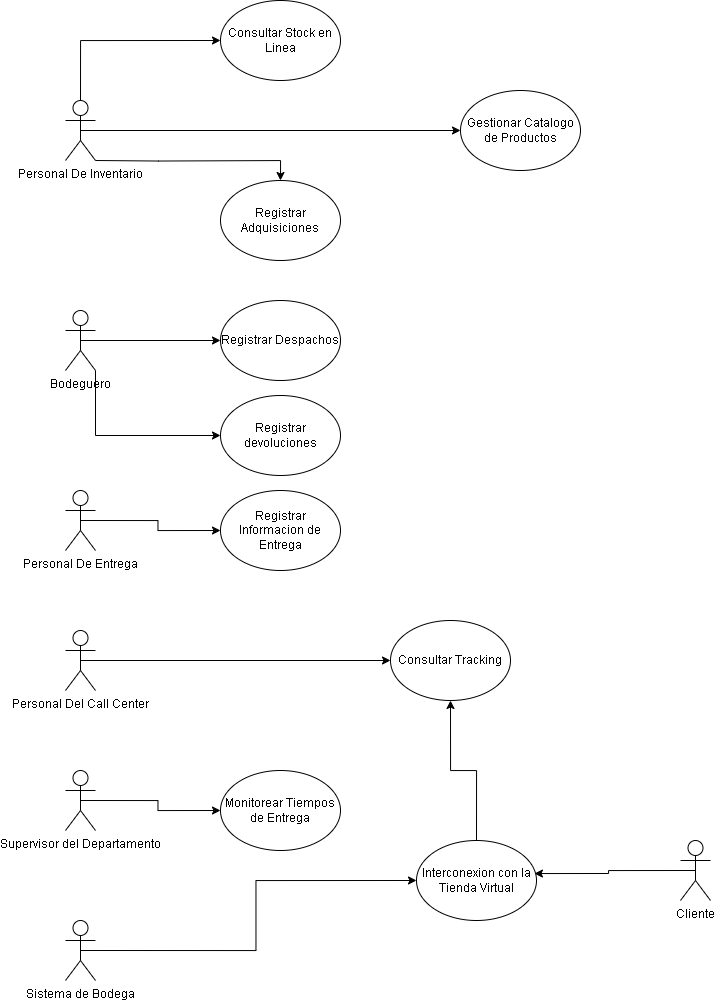 Consultar Stock en
Linea
Gestionar Catalogo
de Productos
Personal De Inventario
Registrar
Adquisiciones
Registrar Despachos
Bodeguero
Registrar
devoluciones
Registrar
Informacion de
Entrega
Personal De Entrega
Consultar Tracking
Personal Del Call Center
Monitorear Tiempos
de Entrega
Supervisor del Departamento
Interconexion con la
Tienda Virtual
Cliente
Sistema de Bodega